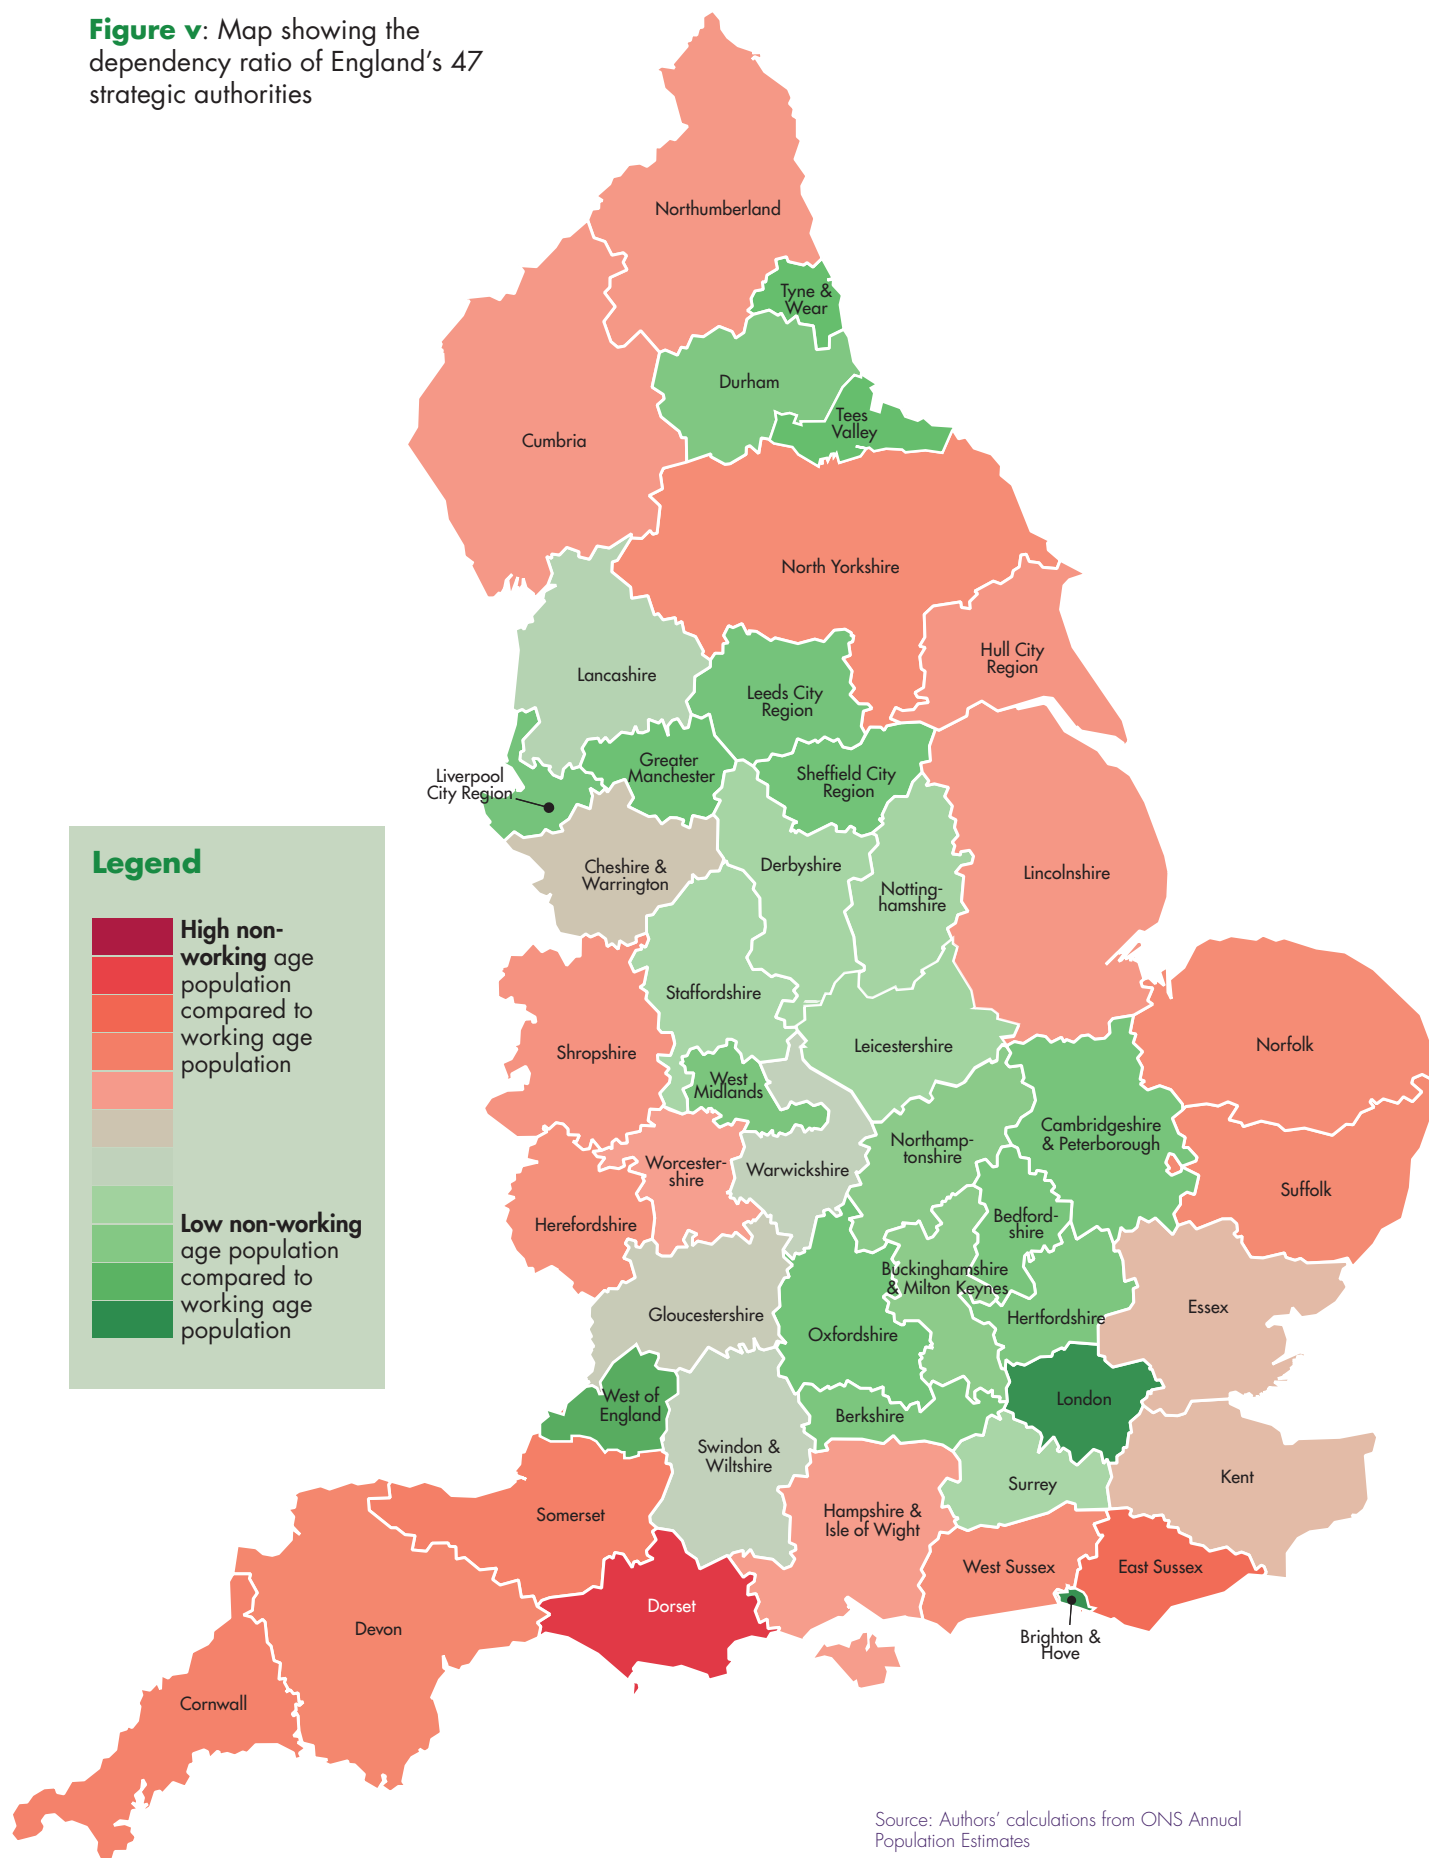 Figure v: Map showing the
dependency ratio of England's 47
strategic authorities
Northumberland
Tyne &
Wear
Durham
Tees
Valley
Cumbria
North Yorkshire
Hull City
Region
Lancashire
Leeds City
Region
Greater
Manchester
Sheffield City
Region
Liverpool
City Region
Cheshire &
Warrington
Derbyshire
Notting-
hamshire
Lincolnshire
Legend
High non-
working age
population
compared to
working age
population
Low non-working
age population
compared to
working age
population
Staffordshire
Shropshire
Leicestershire
Norfolk
West
Midlands
Cambridgeshire
& Peterborough
Northamp-
tonshire
Worcester-
shire
Warwickshire
Suffolk
Herefordshire
Bedford-
shire
Buckinghamshire
& Milton Keynes
Gloucestershire
Oxfordshire
Hertfordshire
Essex
West of
England
Berkshire
London
Swindon &
Wiltshire
Surrey
Kent
Somerset
Hampshire &
Isle of Wight
West Sussex
East Sussex
Dorset
Devon
Brighton &
Hove
Cornwall
Source: Authors' calculations from ONS Annual
Population Estimates